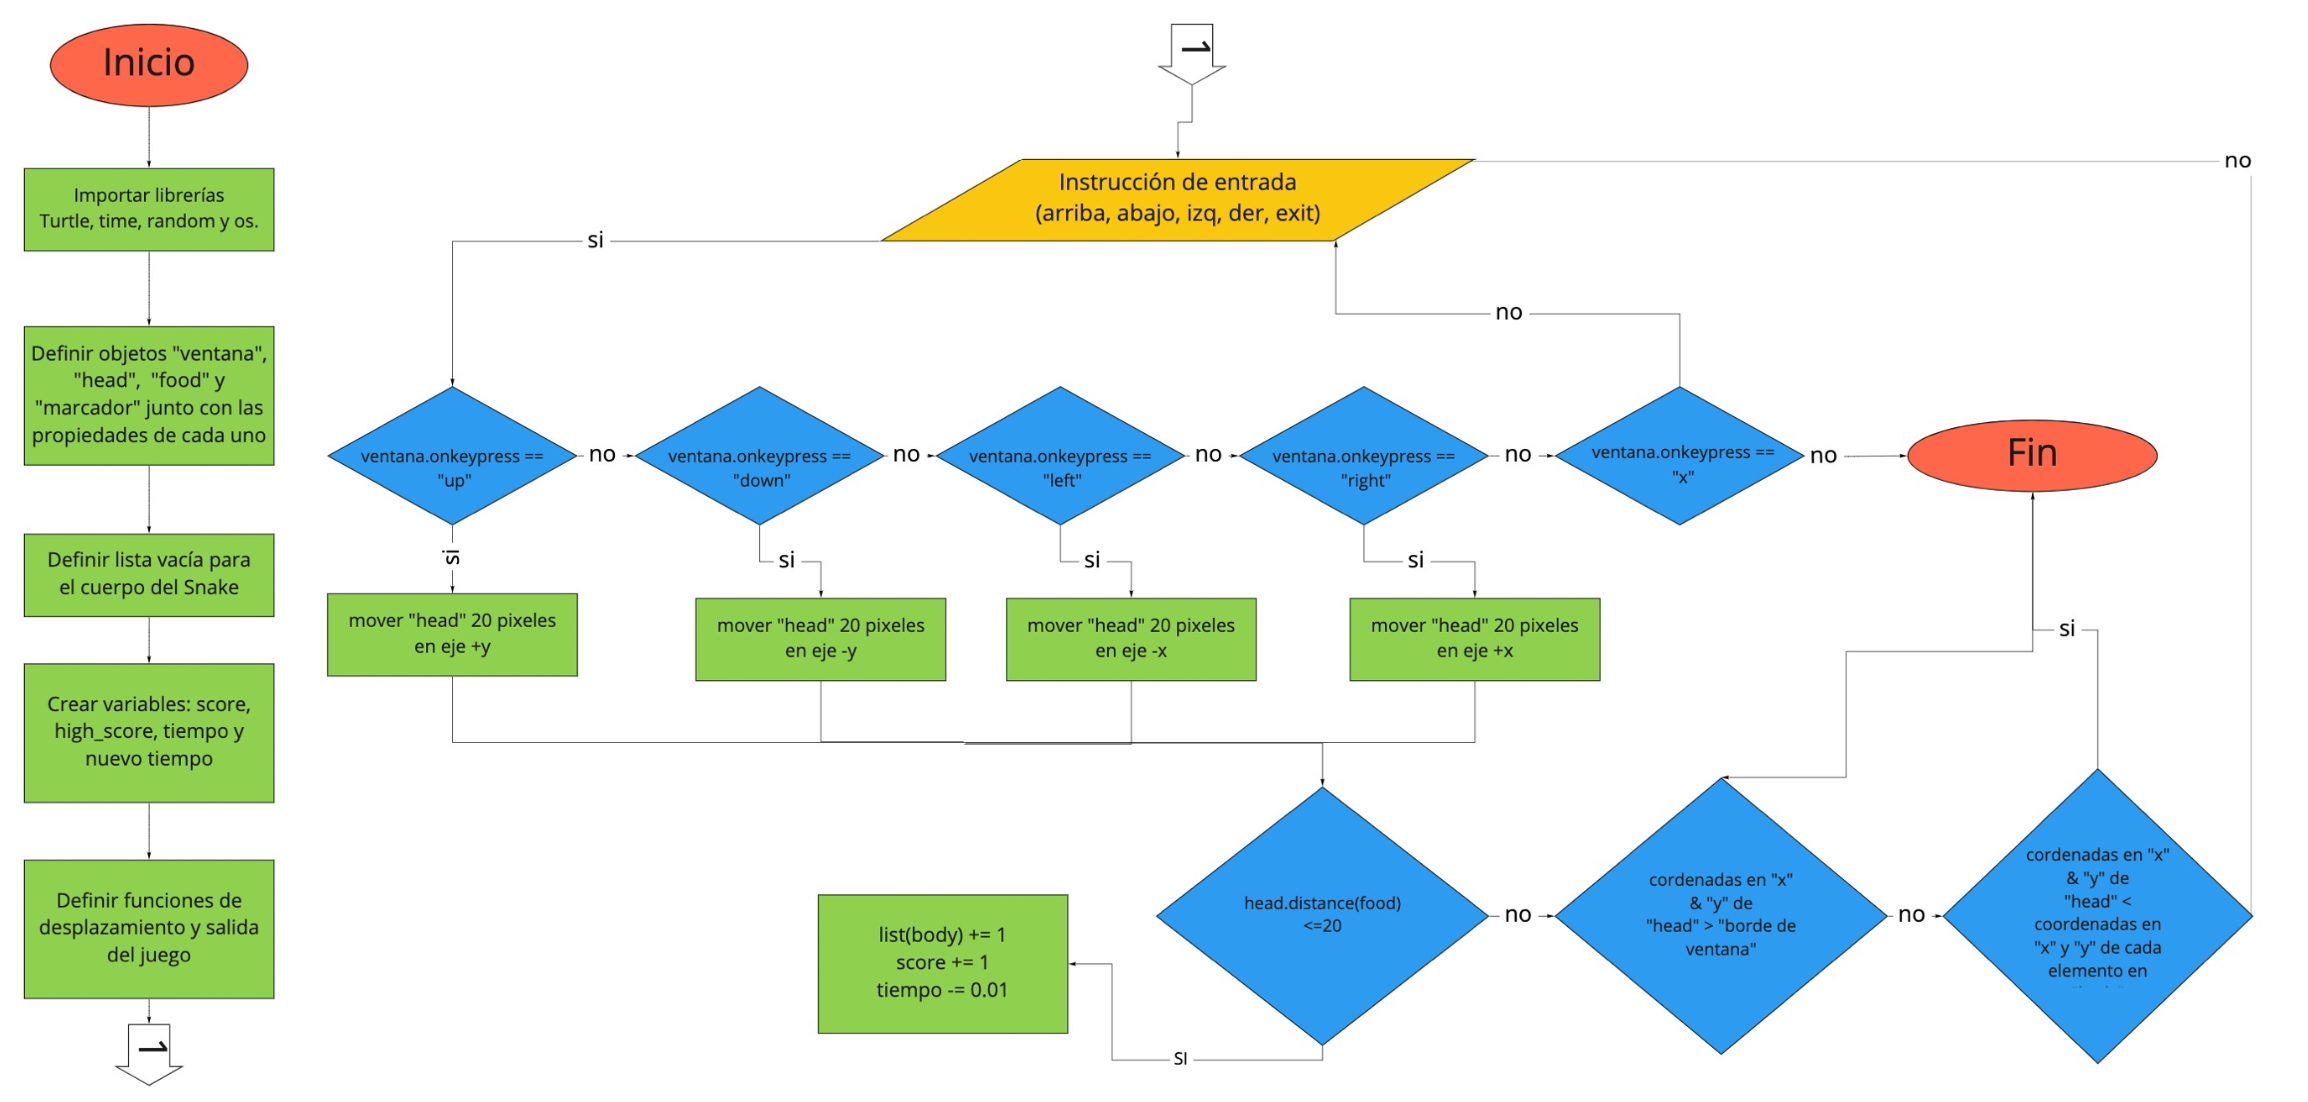 Inicio
Importar librerías
Turtle, time, random y os.
Definir objetos "ventana",
"head", "food" y
"marcador" junto con las
propiedades de cada uno
Definir lista vacía para
el cuerpo del Snake
Crear variables: score,
high_score, tiempo y
nuevo tiempo
Definir funciones de
desplazamiento y salida
del juego
1
1
Instrucción de entrada
(arriba, abajo, izq, der, exit)
no
si
no
ventana.onkeypress ==
"up"
no
ventana.onkeypress ==
"down"
no
ventana.onkeypress ==
"left"
no
ventana.onkeypress ==
"right"
no
ventana.onkeypress ==
"x"
no
Fin
si
si
si
si
mover "head" 20 pixeles
en eje +y
mover "head" 20 pixeles
en eje -y
mover "head" 20 pixeles
en eje -x
mover "head" 20 pixeles
en eje +x
si
head.distance(food)
<=20
no
cordenadas en "x"
& "y" de
"head" > "borde de
ventana"
no
cordenadas en "x"
& "y" de
"head" <
coordenadas en
"x" y "y" de cada
elemento en
list(body) += 1
score += 1
tiempo -= 0.01
SI